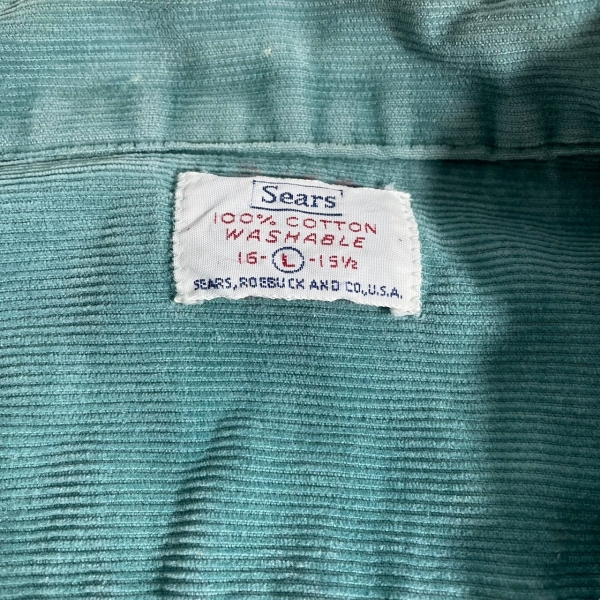 Sears
100% COTTON
WASHABLE
16-L-15½
SEARS, ROEBUCK AND CO., U.S.A.